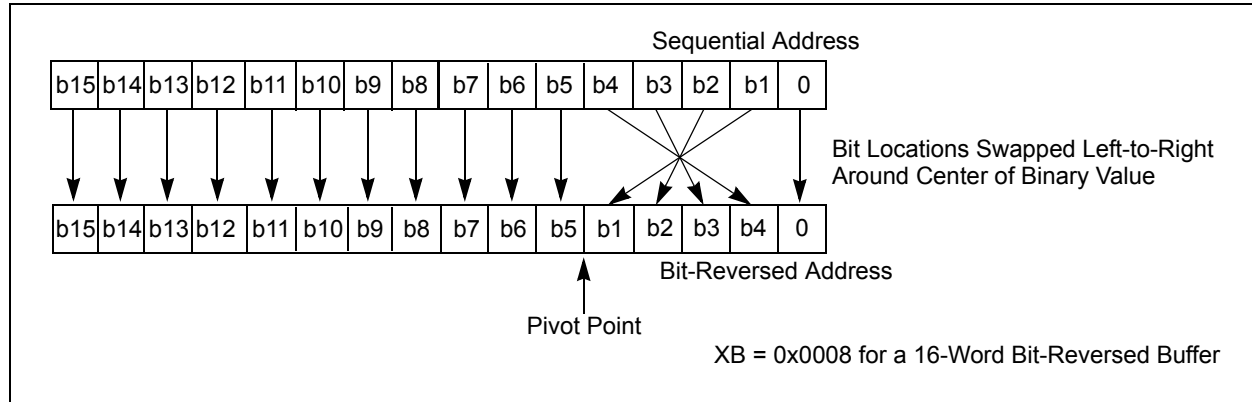 Sequential Address
b15 b14 b13 b12 b11 b10 b9 b8 b7 b6 b5 b4 b3 b2 b1 0
Bit Locations Swapped Left-to-Right
Around Center of Binary Value
b15 b14 b13 b12 b11 b10 b9 b8 b7 b6 b5 b1 b2 b3 b4 0
Bit-Reversed Address
Pivot Point
XB = 0x0008 for a 16-Word Bit-Reversed Buffer